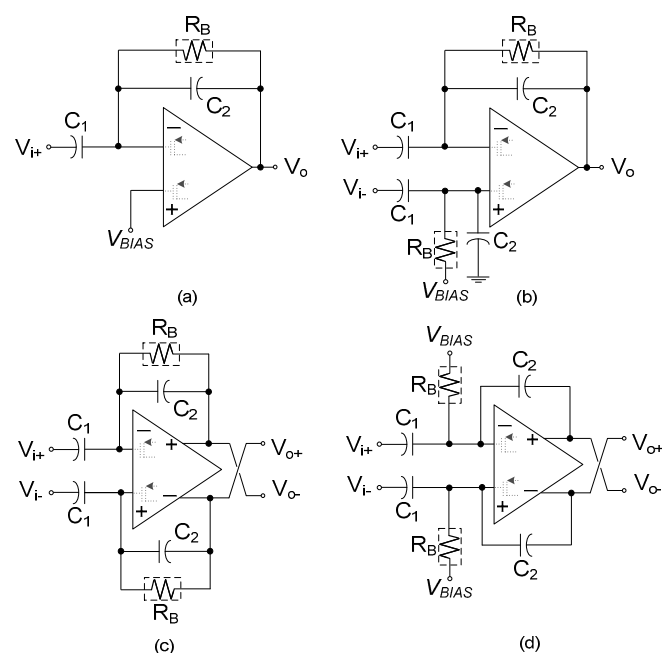 R_B
C_2
C_1
V_i+
−
+
V_o
V_BIAS
(a)
R_B
C_2
C_1
V_i+
V_i-
C_1
−
+
V_o
C_2
R_B
V_BIAS
(b)
R_B
C_2
C_1
V_i+
V_i-
C_1
−
+
+
−
V_o+
V_o-
C_2
R_B
(c)
V_BIAS
R_B
C_2
C_1
V_i+
V_i-
C_1
−
+
+
−
V_o+
V_o-
R_B
C_2
V_BIAS
(d)